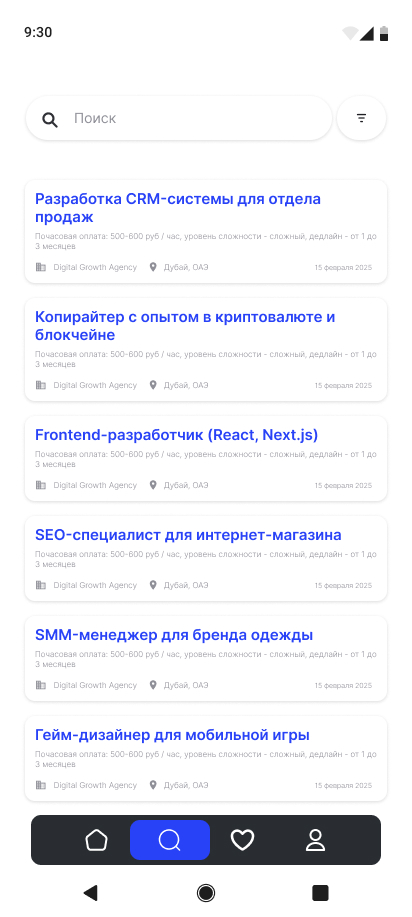 9:30
Поиск
Разработка CRM-системы для отдела
продаж
Почасовая оплата: 500-600 руб / час, уровень сложности - сложный, дедлайн - от 1 до
3 месяцев
Digital Growth Agency Дубай, ОАЭ 15 февраля 2025
Копирайтер с опытом в криптовалюте и
блокчейне
Почасовая оплата: 500-600 руб / час, уровень сложности - сложный, дедлайн - от 1 до
3 месяцев
Digital Growth Agency Дубай, ОАЭ 15 февраля 2025
Frontend-разработчик (React, Next.js)
Почасовая оплата: 500-600 руб / час, уровень сложности - сложный, дедлайн - от 1 до
3 месяцев
Digital Growth Agency Дубай, ОАЭ 15 февраля 2025
SEO-специалист для интернет-магазина
Почасовая оплата: 500-600 руб / час, уровень сложности - сложный, дедлайн - от 1 до
3 месяцев
Digital Growth Agency Дубай, ОАЭ 15 февраля 2025
SMM-менеджер для бренда одежды
Почасовая оплата: 500-600 руб / час, уровень сложности - сложный, дедлайн - от 1 до
3 месяцев
Digital Growth Agency Дубай, ОАЭ 15 февраля 2025
Гейм-дизайнер для мобильной игры
Почасовая оплата: 500-600 руб / час, уровень сложности - сложный, дедлайн - от 1 до
3 месяцев
Digital Growth Agency Дубай, ОАЭ 15 февраля 2025